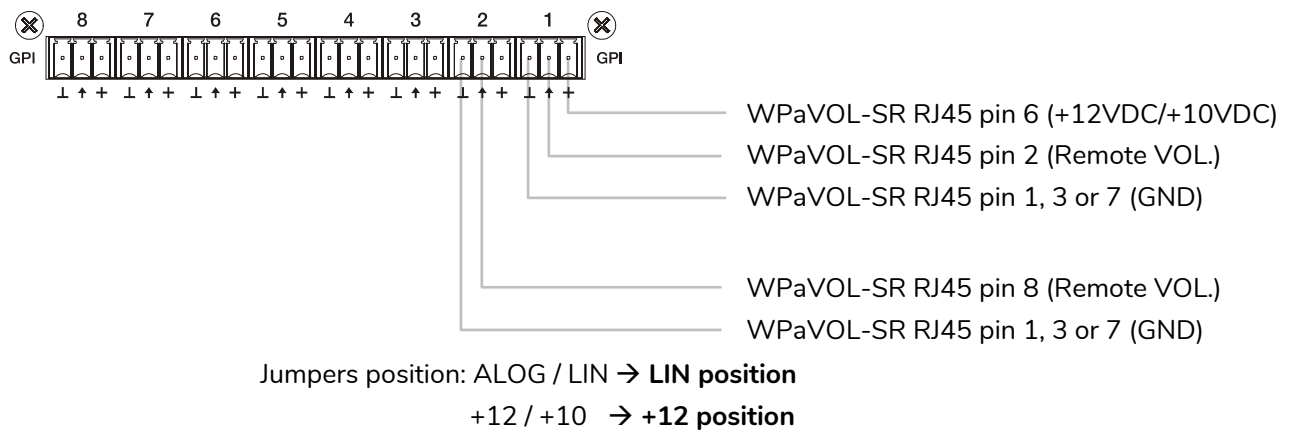 8 7 6 5 4 3 2 1
GPI GPI
⊥ ↑ + ⊥ ↑ + ⊥ ↑ + ⊥ ↑ + ⊥ ↑ + ⊥ ↑ + ⊥ ↑ + ⊥ ↑ +
WPaVOL-SR RJ45 pin 6 (+12VDC/+10VDC)
WPaVOL-SR RJ45 pin 2 (Remote VOL.)
WPaVOL-SR RJ45 pin 1, 3 or 7 (GND)
WPaVOL-SR RJ45 pin 8 (Remote VOL.)
WPaVOL-SR RJ45 pin 1, 3 or 7 (GND)
Jumpers position: ALOG / LIN → LIN position
+12 / +10 → +12 position